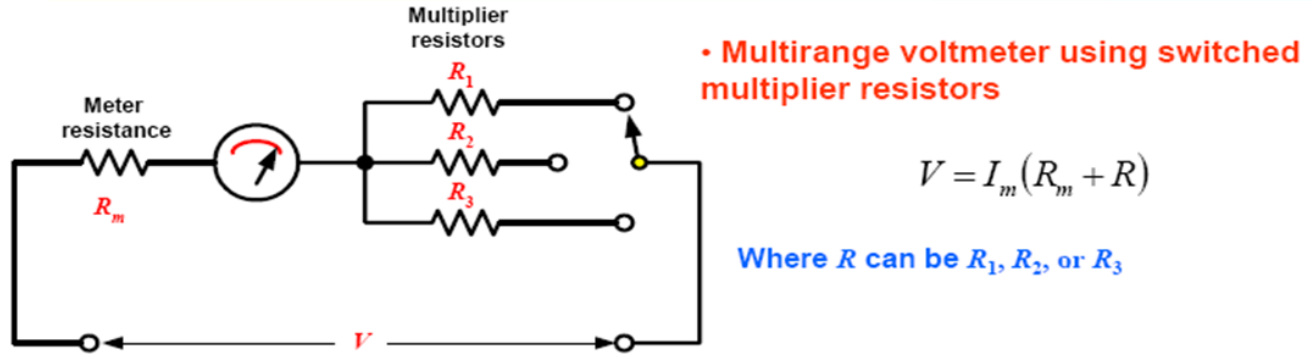 Multiplier
resistors
R₁
Meter
resistance
R₂
R₃
Rₘ
V
• Multirange voltmeter using switched
multiplier resistors
V = Iₘ(Rₘ + R)
Where R can be R₁, R₂, or R₃